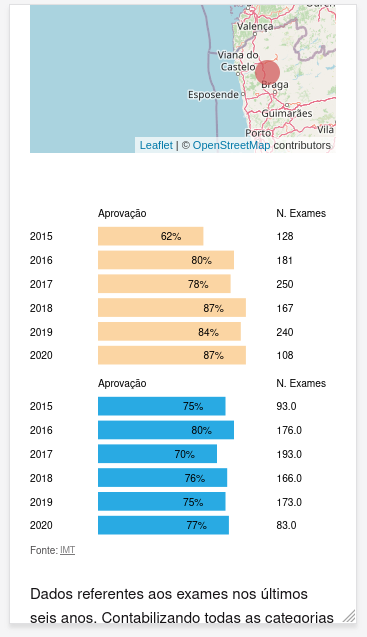 Valença
Viana do
Castelo
Braga
Esposende
Guimarães
Porto
Vila
Leaflet | © OpenStreetMap contributors
Aprovação N. Exames
2015 62% 128
2016 80% 181
2017 78% 250
2018 87% 167
2019 84% 240
2020 87% 108
Aprovação N. Exames
2015 75% 93.0
2016 80% 176.0
2017 70% 193.0
2018 76% 166.0
2019 75% 173.0
2020 77% 83.0
Fonte: IMT
Dados referentes aos exames nos últimos
seis anos. Contabilizando todas as categorias